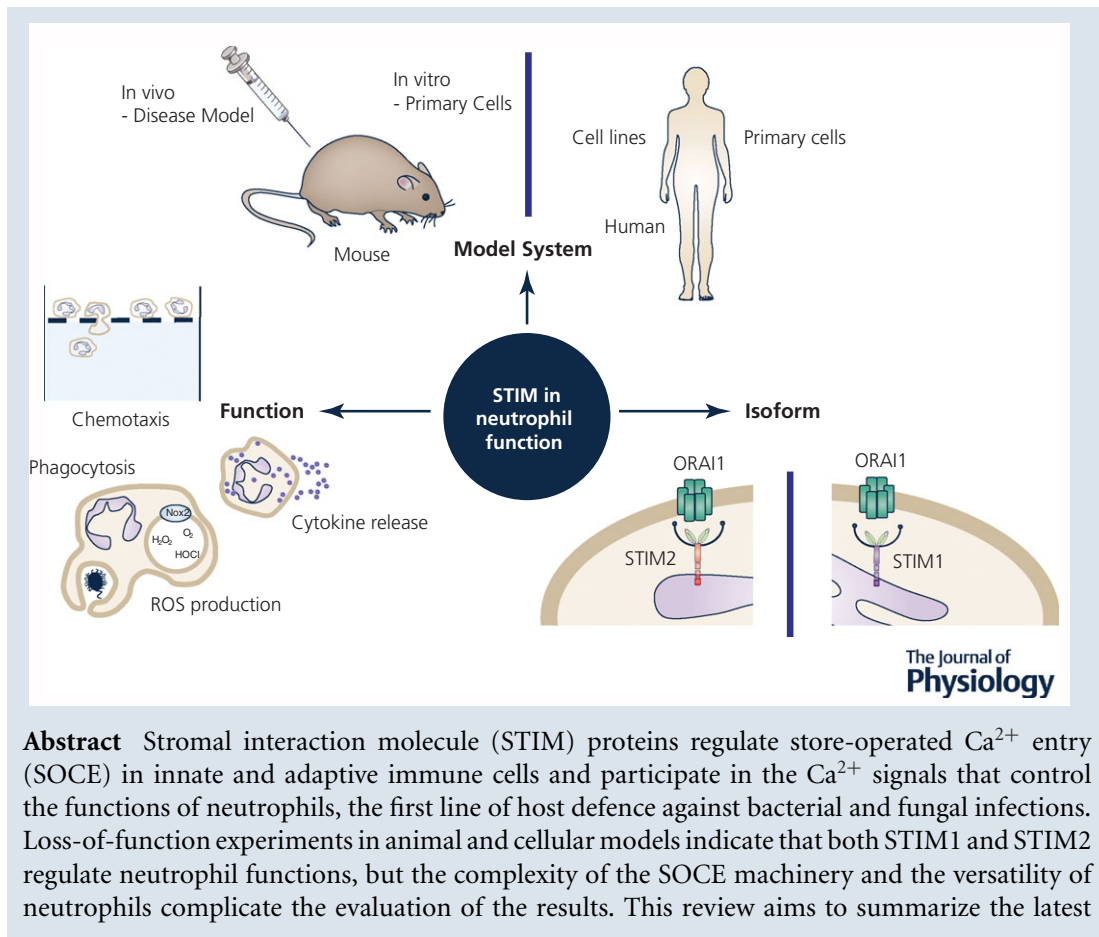 In vivo
- Disease Model
In vitro
- Primary Cells
Cell lines
Primary cells
Human
Mouse
Model System
Chemotaxis
Function
STIM in
neutrophil
function
Isoform
Phagocytosis
Nox2
H₂O₂
O₂
HOCl
Cytokine release
ROS production
ORAI1
STIM2
ORAI1
STIM1
The Journal of
Physiology
Abstract Stromal interaction molecule (STIM) proteins regulate store-operated Ca²⁺ entry
(SOCE) in innate and adaptive immune cells and participate in the Ca²⁺ signals that control
the functions of neutrophils, the first line of host defence against bacterial and fungal infections.
Loss-of-function experiments in animal and cellular models indicate that both STIM1 and STIM2
regulate neutrophil functions, but the complexity of the SOCE machinery and the versatility of
neutrophils complicate the evaluation of the results. This review aims to summarize the latest